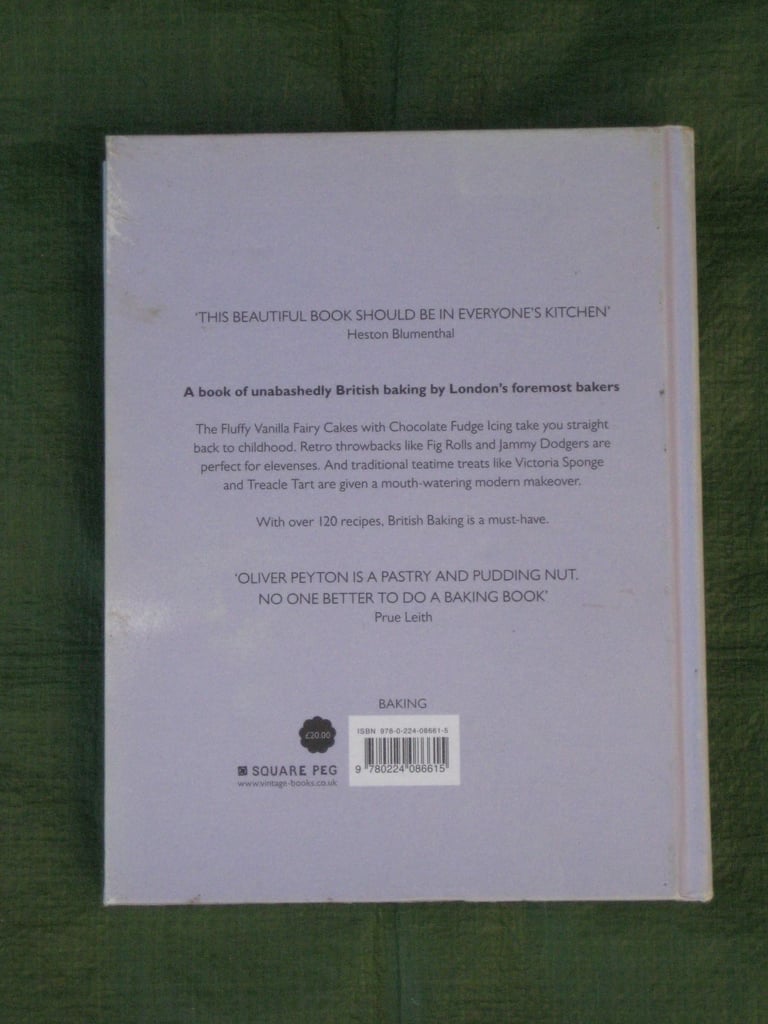 ‘THIS BEAUTIFUL BOOK SHOULD BE IN EVERYONE’S KITCHEN’
Heston Blumenthal
A book of unabashedly British baking by London’s foremost bakers
The Fluffy Vanilla Fairy Cakes with Chocolate Fudge Icing take you straight
back to childhood. Retro throwbacks like Fig Rolls and Jammy Dodgers are
perfect for elevenses. And traditional teatime treats like Victoria Sponge
and Treacle Tart are given a mouth-watering modern makeover.
With over 120 recipes, British Baking is a must-have.
‘OLIVER PEYTON IS A PASTRY AND PUDDING NUT.
NO ONE BETTER TO DO A BAKING BOOK’
Prue Leith
BAKING
£20.00
SQUARE PEG
www.vintage-books.co.uk
ISBN 978-0-224-08661-5
9 780224 086615